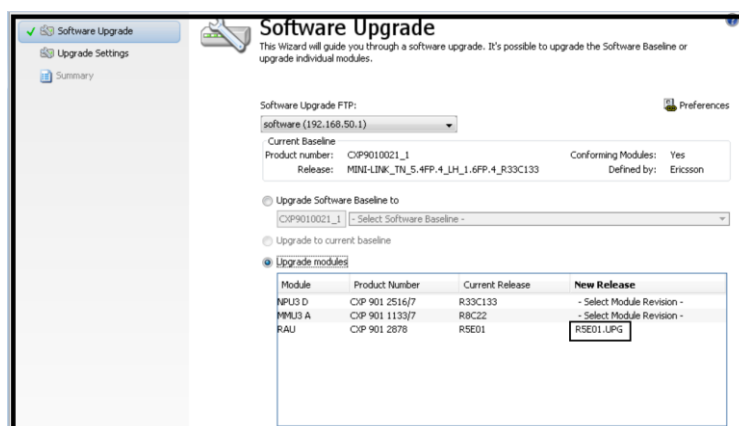 Software Upgrade
Upgrade Settings
Summary
Software Upgrade
This Wizard will guide you through a software upgrade. It's possible to upgrade the Software Baseline or
upgrade individual modules.
Software Upgrade FTP:
Preferences
software (192.168.50.1)
Current Baseline
Product number: CXP9010021_1 Conforming Modules: Yes
Release: MINI-LINK_TN_5.4FP.4_LH_1.6FP.4_R33C133 Defined by: Ericsson
Upgrade Software Baseline to
CXP9010021_1 - Select Software Baseline -
Upgrade to current baseline
Upgrade modules
Module Product Number Current Release New Release
NPU3 D CXP 901 2516/7 R33C133 - Select Module Revision -
MMU3 A CXP 901 1133/7 R8C22 - Select Module Revision -
RAU CXP 901 2878 R5E01 R5E01.UPG